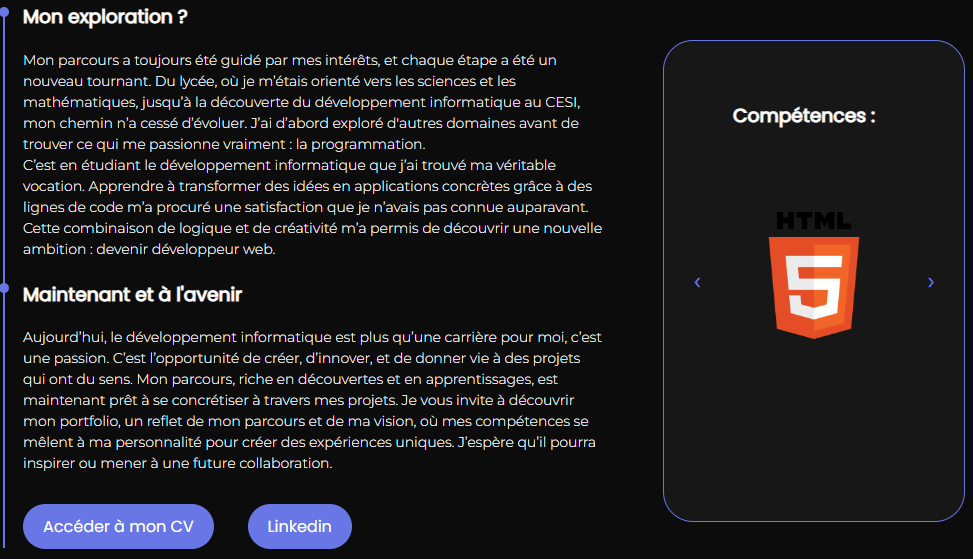 Mon exploration ?
Mon parcours a toujours été guidé par mes intérêts, et chaque étape a été un
nouveau tournant. Du lycée, où je m’étais orienté vers les sciences et les
mathématiques, jusqu’à la découverte du développement informatique au CESI,
mon chemin n’a cessé d’évoluer. J’ai d’abord exploré d'autres domaines avant de
trouver ce qui me passionne vraiment : la programmation.
C’est en étudiant le développement informatique que j’ai trouvé ma véritable
vocation. Apprendre à transformer des idées en applications concrètes grâce à des
lignes de code m’a procuré une satisfaction que je n’avais pas connue auparavant.
Cette combinaison de logique et de créativité m’a permis de découvrir une nouvelle
ambition : devenir développeur web.
Maintenant et à l'avenir
Aujourd’hui, le développement informatique est plus qu’une carrière pour moi, c’est
une passion. C’est l’opportunité de créer, d’innover, et de donner vie à des projets
qui ont du sens. Mon parcours, riche en découvertes et en apprentissages, est
maintenant prêt à se concrétiser à travers mes projets. Je vous invite à découvrir
mon portfolio, un reflet de mon parcours et de ma vision, où mes compétences se
mêlent à ma personnalité pour créer des expériences uniques. J’espère qu’il pourra
inspirer ou mener à une future collaboration.
Accéder à mon CV
Linkedin
Compétences :
HTML
5